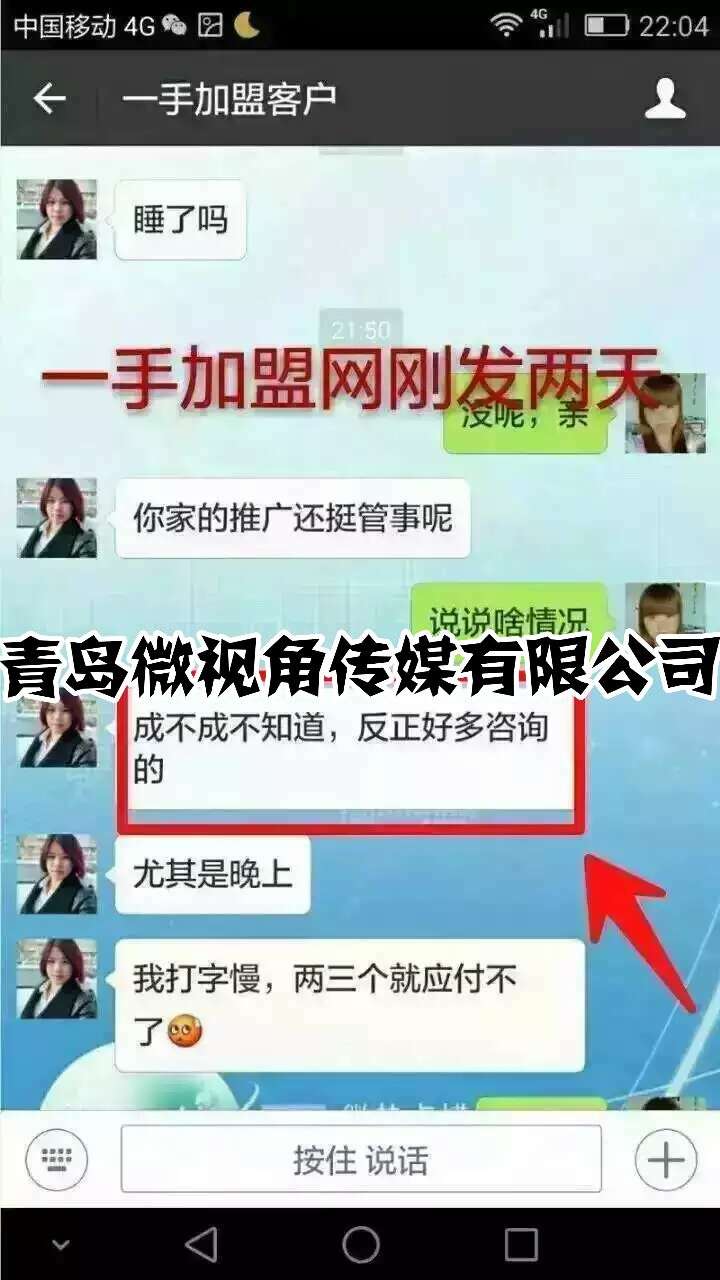 中国移动 4G
4G
22:04
一手加盟客户
睡了吗
21:50
一手加盟网刚发两天
没呢，亲
你家的推广还挺管事呢
说说啥情况
青岛微视角传媒有限公司
成不成不知道，反正好多咨询
的
尤其是晚上
我打字慢，两三个就应付不
了
按住 说话